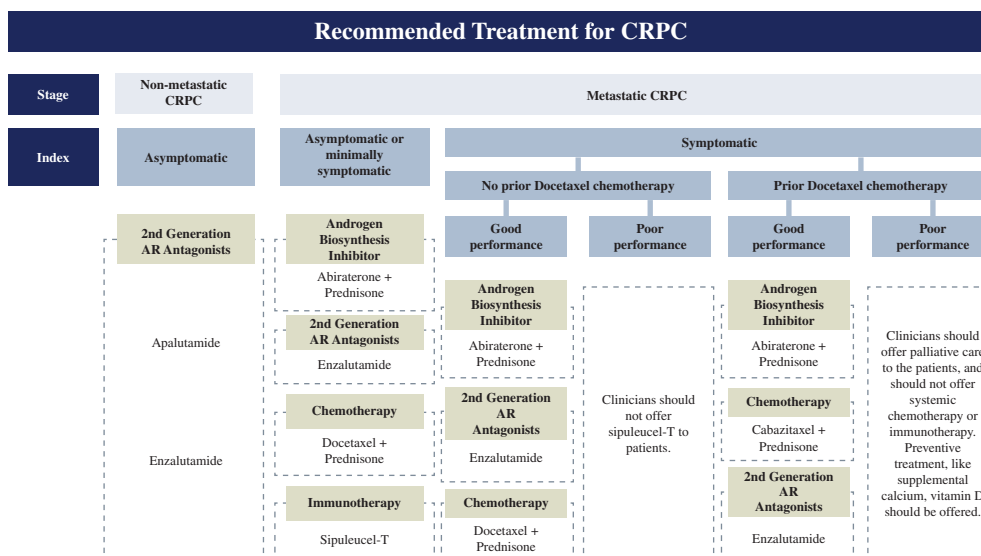 Recommended Treatment for CRPC
Stage
Non-metastatic
CRPC
Metastatic CRPC
Index
Asymptomatic
Asymptomatic or
minimally
symptomatic
Symptomatic
No prior Docetaxel chemotherapy
Prior Docetaxel chemotherapy
Good
performance
Poor
performance
Good
performance
Poor
performance
2nd Generation
AR Antagonists
Apalutamide
Enzalutamide
Androgen
Biosynthesis
Inhibitor
Abiraterone +
Prednisone
2nd Generation
AR Antagonists
Enzalutamide
Chemotherapy
Docetaxel +
Prednisone
Immunotherapy
Sipuleucel-T
Androgen
Biosynthesis
Inhibitor
Abiraterone +
Prednisone
2nd Generation
AR
Antagonists
Enzalutamide
Chemotherapy
Docetaxel +
Prednisone
Clinicians should
not offer
sipuleucel-T to
patients.
Androgen
Biosynthesis
Inhibitor
Abiraterone +
Prednisone
Chemotherapy
Cabazitaxel +
Prednisone
2nd Generation
AR
Antagonists
Enzalutamide
Clinicians should
offer palliative care
to the patients, and
should not offer
systemic
chemotherapy or
immunotherapy.
Preventive
treatment, like
supplemental
calcium, vitamin D
should be offered.